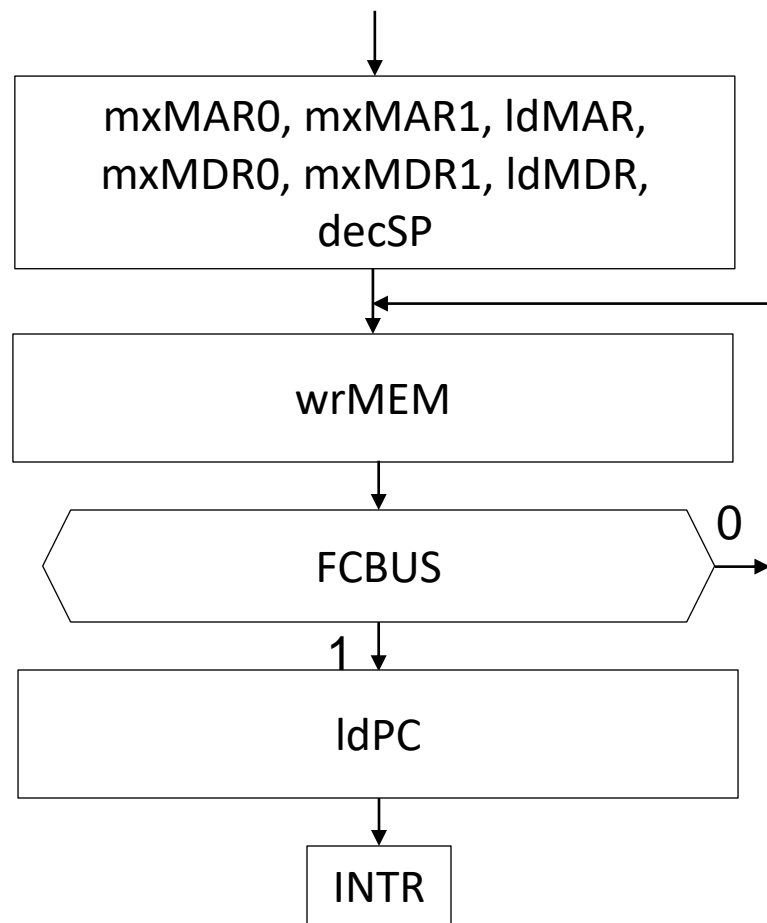 mxMAR0, mxMAR1, ldMAR,
mxMDR0, mxMDR1, ldMDR,
decSP
wrMEM
0
FCBUS
1
ldPC
INTR